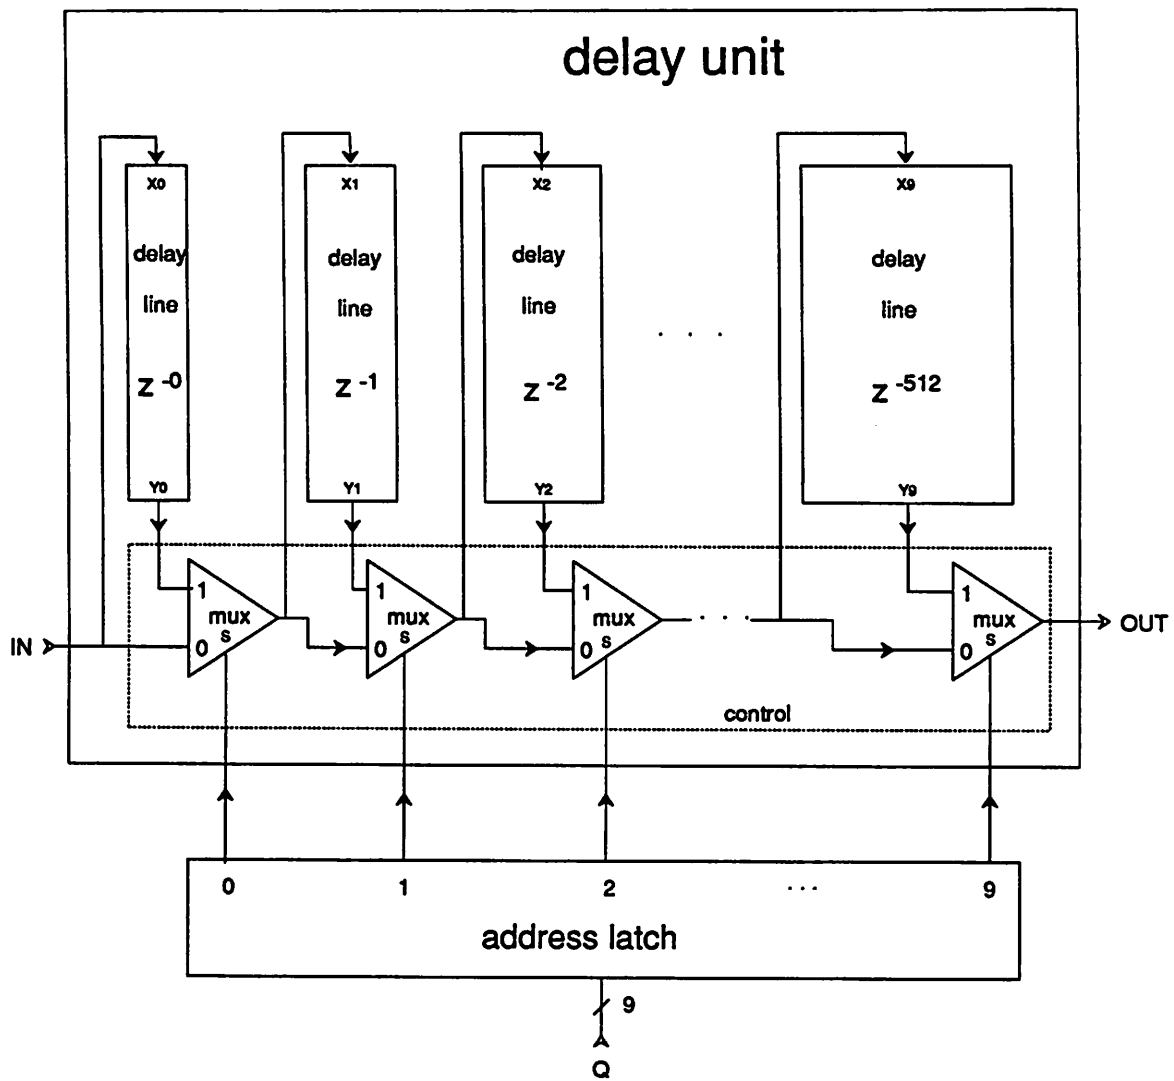 delay unit
X0
X1
X2
X9
delay
line
z -0
delay
line
z -1
delay
line
z -2
. . .
delay
line
z -512
Y0
Y1
Y2
Y9
1
mux
s
0
1
mux
s
0
1
mux
s
0
. . .
1
mux
s
0
IN
OUT
control
0
1
2
...
9
address latch
9
Q